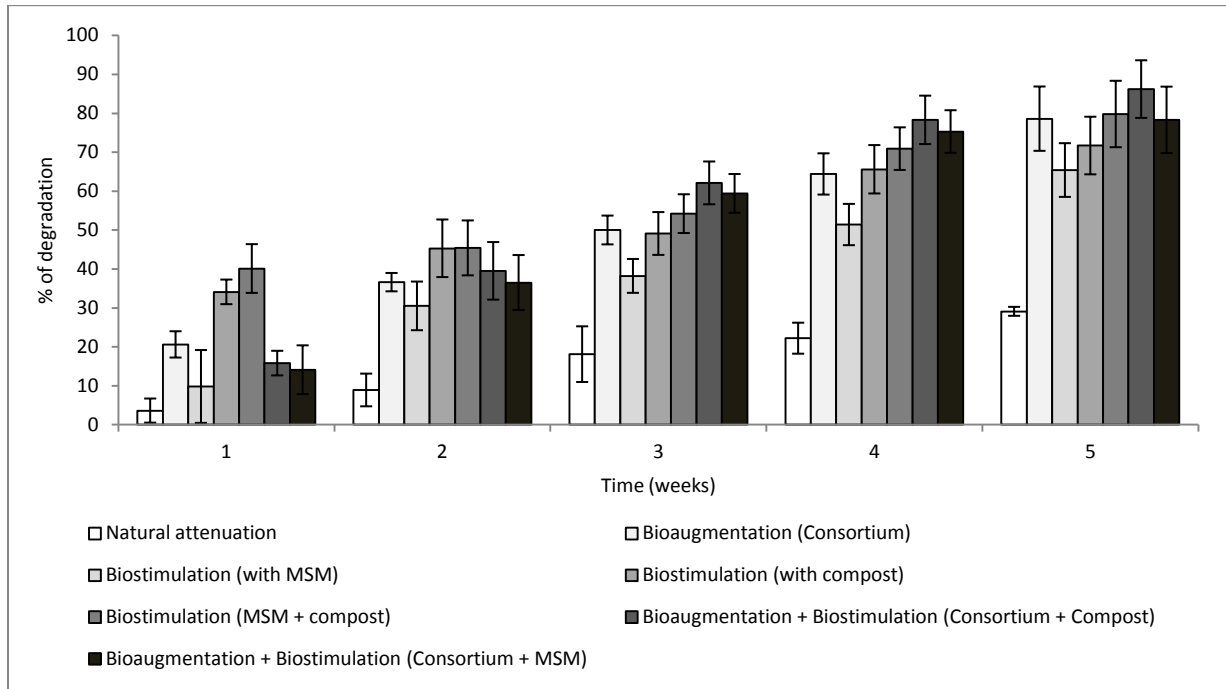 100
90
80
70
60
50
40
30
20
10
0
% of degradation
1 2 3 4 5
Time (weeks)
Natural attenuation Bioaugmentation (Consortium)
Biostimulation (with MSM) Biostimulation (with compost)
Biostimulation (MSM + compost) Bioaugmentation + Biostimulation (Consortium + Compost)
Bioaugmentation + Biostimulation (Consortium + MSM)